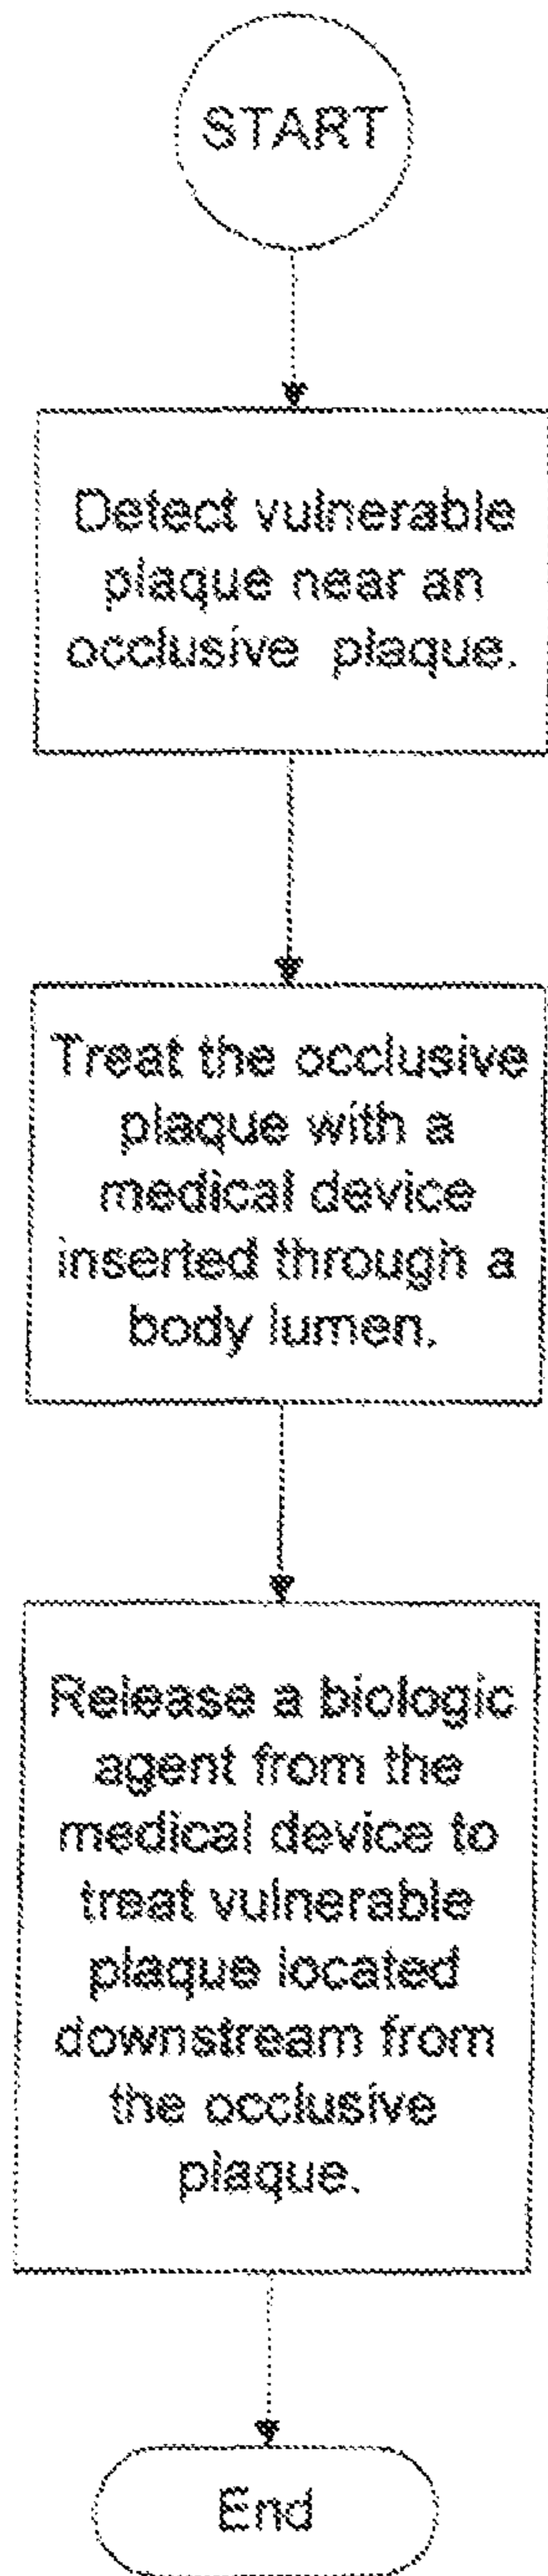 START
Detect vulnerable
plaque near an
occlusive plaque.
Treat the occlusive
plaque with a
medical device
inserted through a
body lumen.
Release a biologic
agent from the
medical device to
treat vulnerable
plaque located
downstream from
the occlusive
plaque.
End